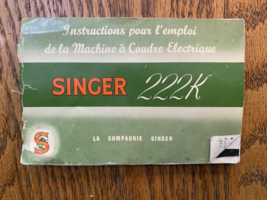 Instructions pour l'emploi
de la Machine à Coudre Electrique
SINGER 222K
S
LA COMPAGNIE SINGER